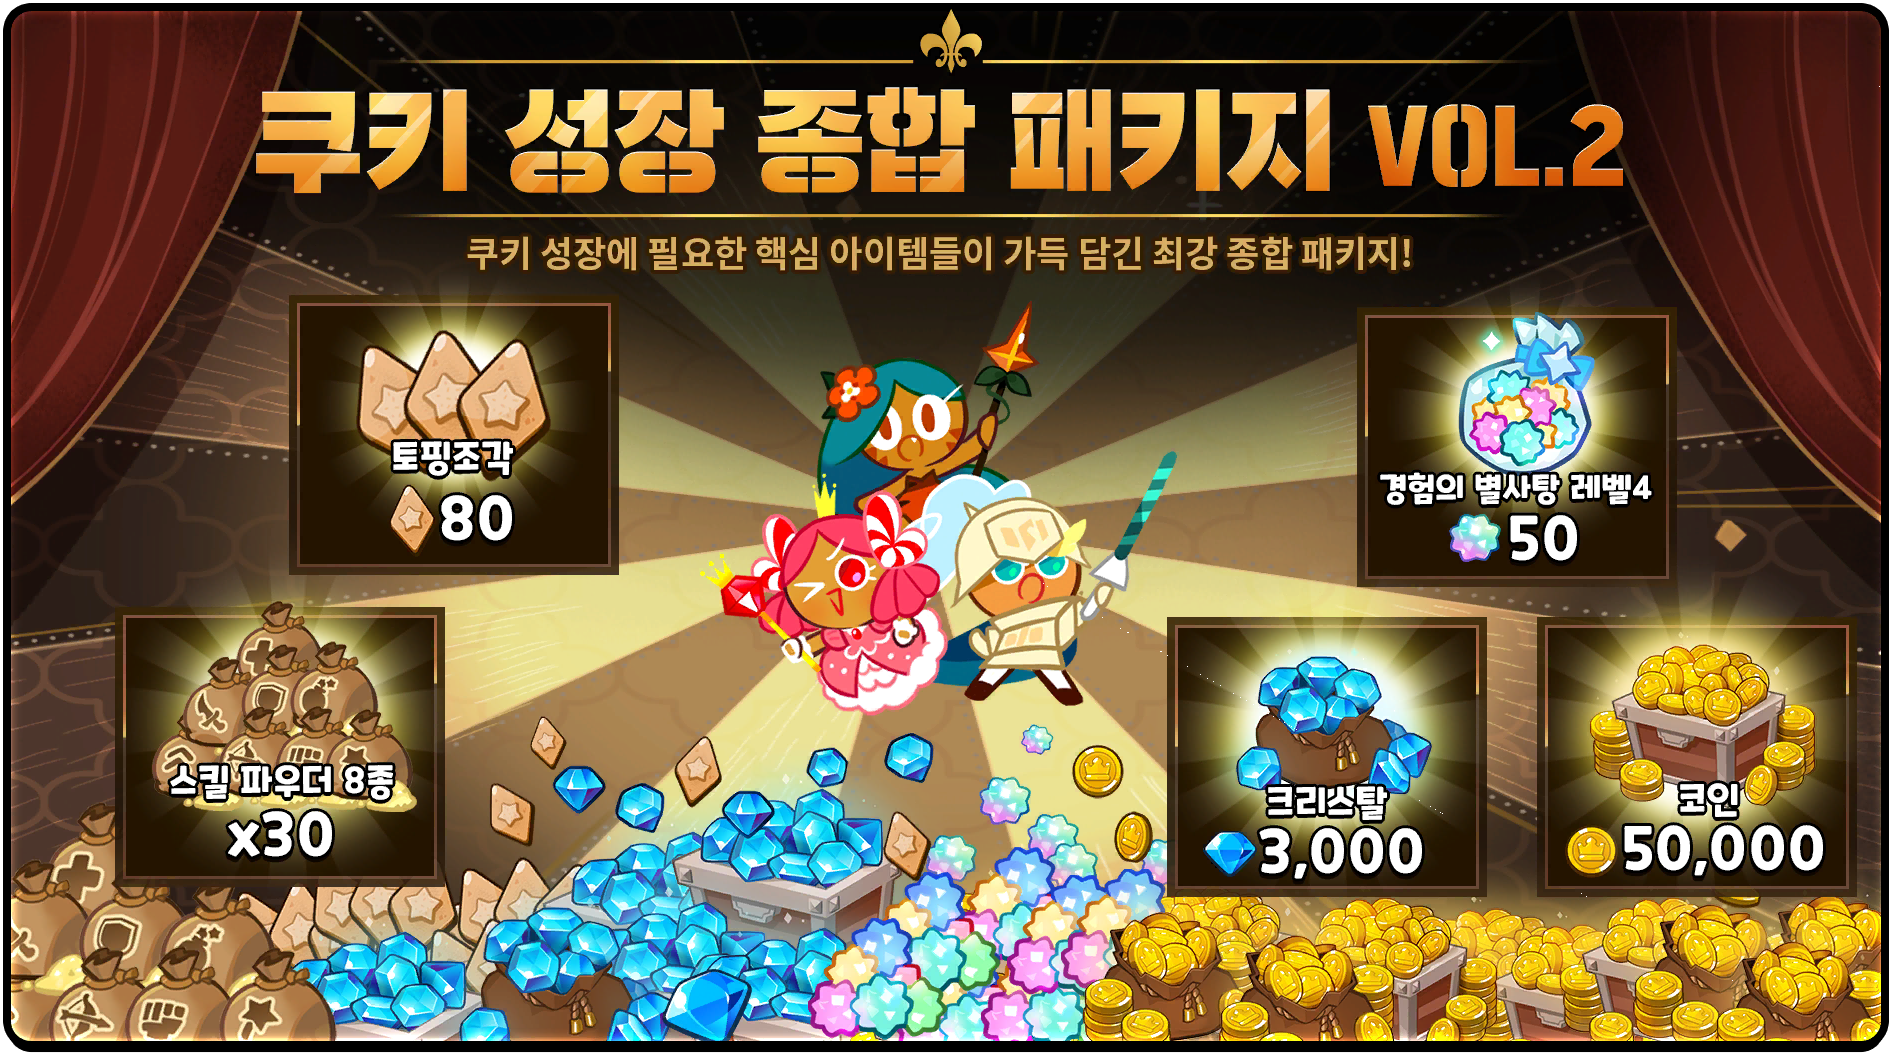 쿠키 성장 종합 패키지 VOL.2
쿠키 성장에 필요한 핵심 아이템들이 가득 담긴 최강 종합 패키지!
토핑조각
80
경험의 별사탕 레벨4
50
스킬 파우더 8종
x30
크리스탈
3,000
코인
50,000